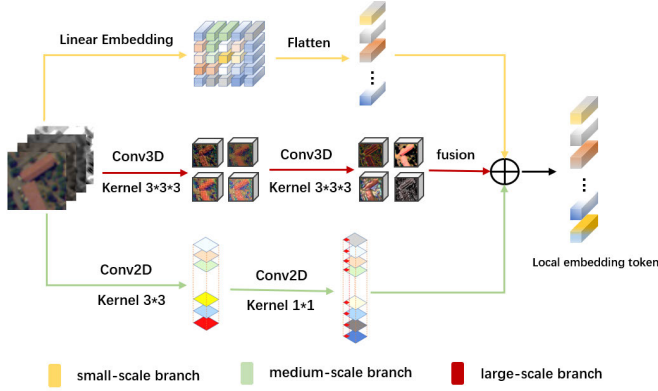 Linear Embedding
Flatten
Conv3D
Kernel 3*3*3
Conv3D
Kernel 3*3*3
fusion
Conv2D
Kernel 3*3
Conv2D
Kernel 1*1
Local embedding token
small-scale branch
medium-scale branch
large-scale branch